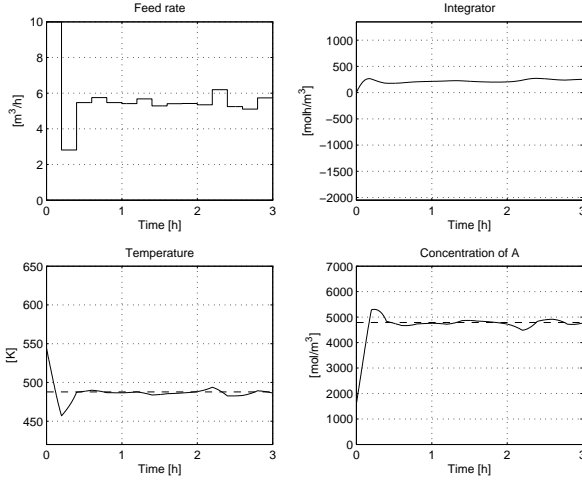 Feed rate
10
8
6
4
2
0
[m³/h]
0 1 2 3
Time [h]
Integrator
1000
500
0
−500
−1000
−1500
−2000
[molh/m³]
0 1 2 3
Time [h]
Temperature
650
600
550
500
450
[K]
0 1 2 3
Time [h]
Concentration of A
7000
6000
5000
4000
3000
2000
1000
0
[mol/m³]
0 1 2 3
Time [h]